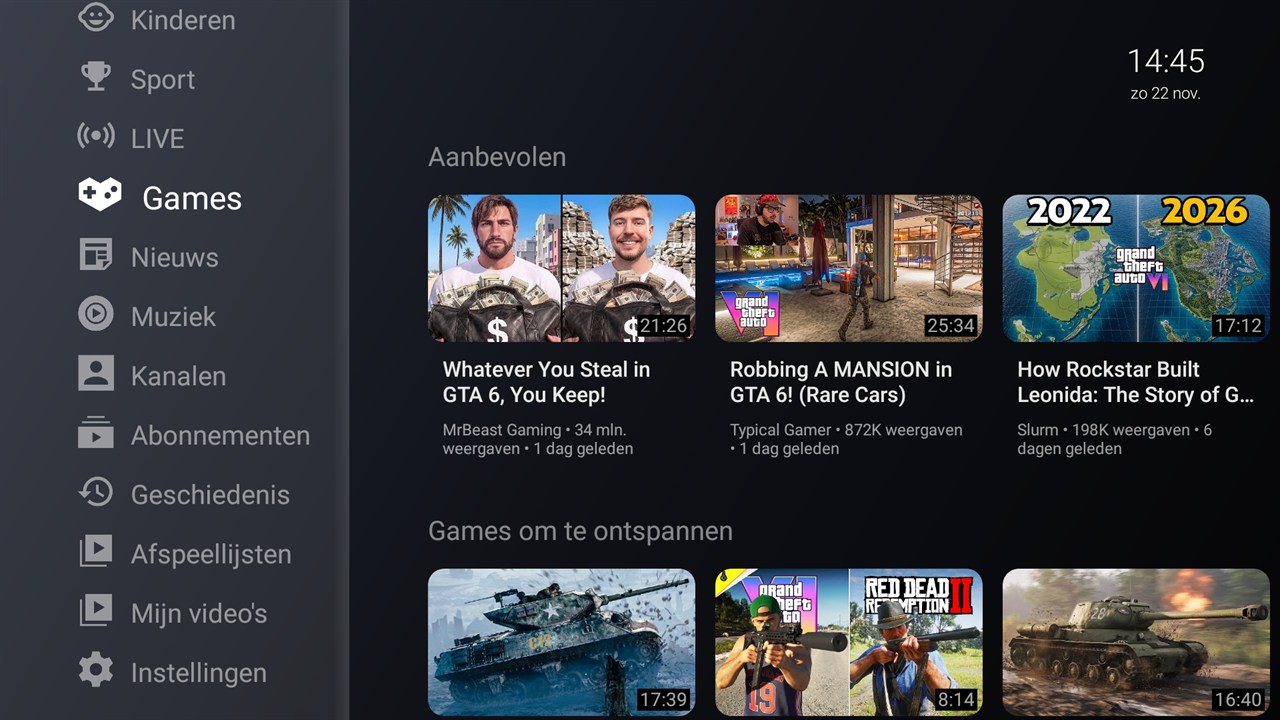 Kinderen
Sport
LIVE
Games
Nieuws
Muziek
Kanalen
Abonnementen
Geschiedenis
Afspeellijsten
Mijn video's
Instellingen
14:45
zo 22 nov.
Aanbevolen
$
$
21:26
Whatever You Steal in
GTA 6, You Keep!
MrBeast Gaming • 34 mln.
weergaven • 1 dag geleden
grand
theft
auto
VI
25:34
Robbing A MANSION in
GTA 6! (Rare Cars)
Typical Gamer • 872K weergaven
• 1 dag geleden
2022
2026
grand
theft
auto VI
17:12
How Rockstar Built
Leonida: The Story of G...
Slurm • 198K weergaven • 6
dagen geleden
Games om te ontspannen
17:39
VI
grand
theft
19
RED DEAD
REDEMPTION II
8:14
28
16:40